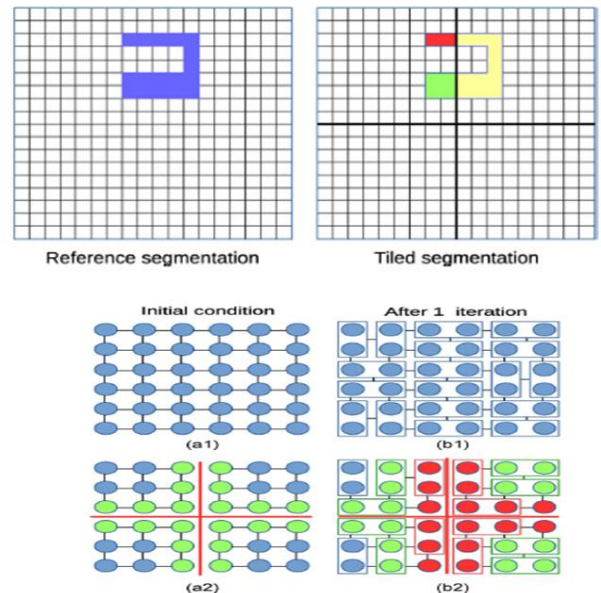 Reference segmentation
Tiled segmentation
Initial condition
After 1 iteration
(a1)
(b1)
(a2)
(b2)